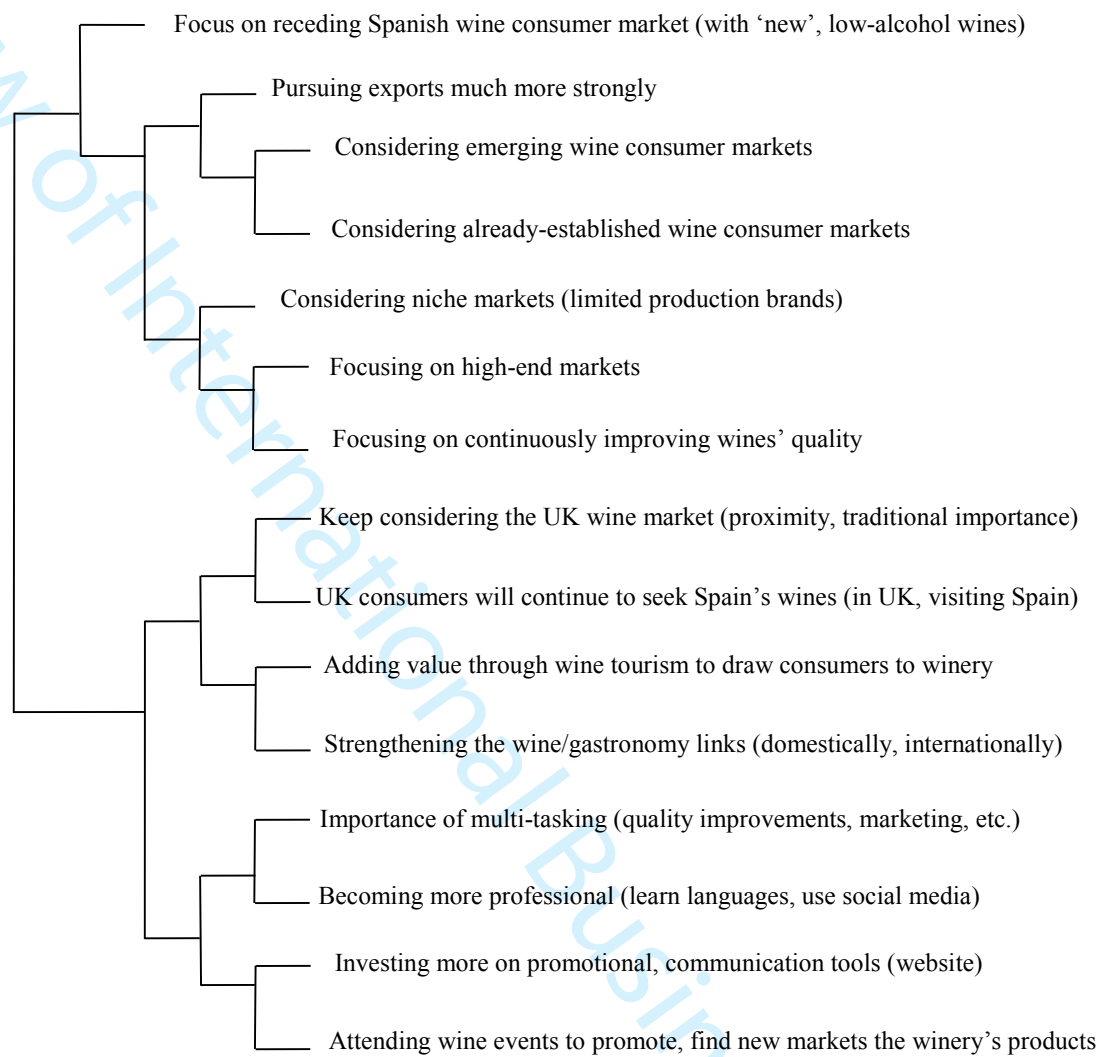 Focus on receding Spanish wine consumer market (with ‘new’, low-alcohol wines)
Pursuing exports much more strongly
Considering emerging wine consumer markets
Considering already-established wine consumer markets
Considering niche markets (limited production brands)
Focusing on high-end markets
Focusing on continuously improving wines’ quality
Keep considering the UK wine market (proximity, traditional importance)
UK consumers will continue to seek Spain’s wines (in UK, visiting Spain)
Adding value through wine tourism to draw consumers to winery
Strengthening the wine/gastronomy links (domestically, internationally)
Importance of multi-tasking (quality improvements, marketing, etc.)
Becoming more professional (learn languages, use social media)
Investing more on promotional, communication tools (website)
Attending wine events to promote, find new markets the winery’s products
w of International Busin